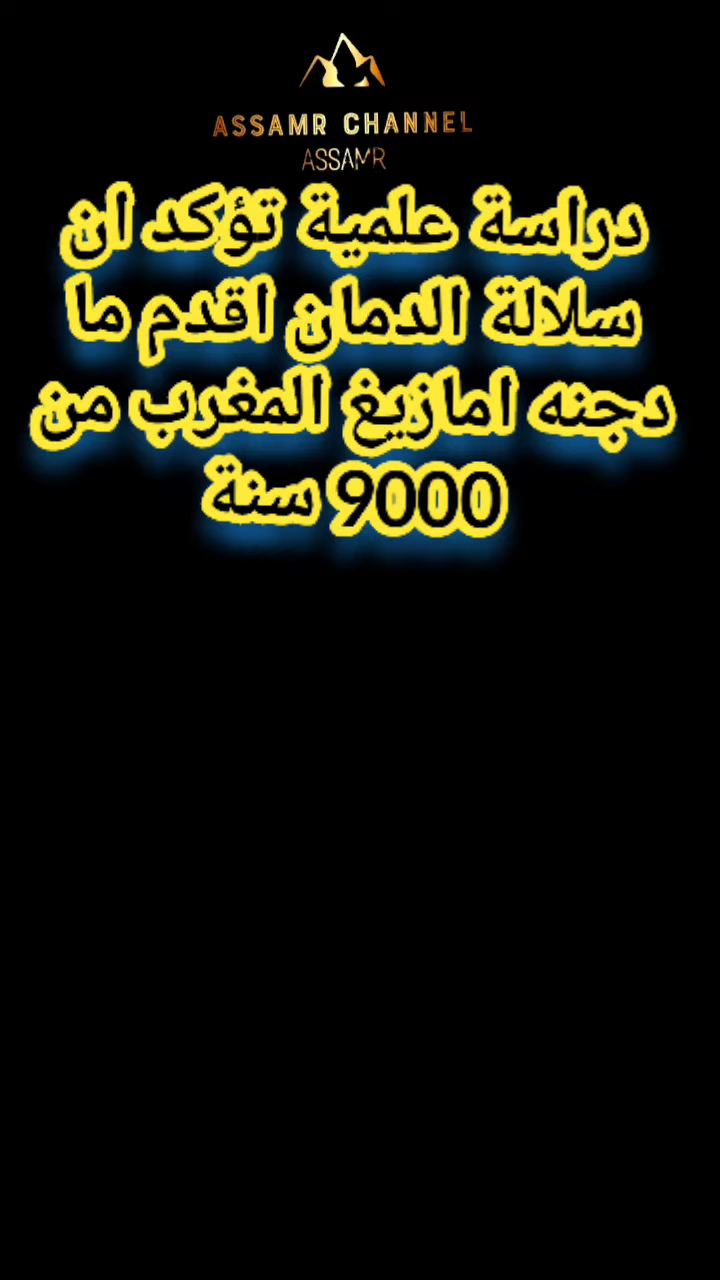 ASSAMR CHANNEL
ASSAMR
دراسة علمية تؤكد ان
سلالة الدمان اقدم ما
دجنه امازيغ المغرب من
9000 سنة